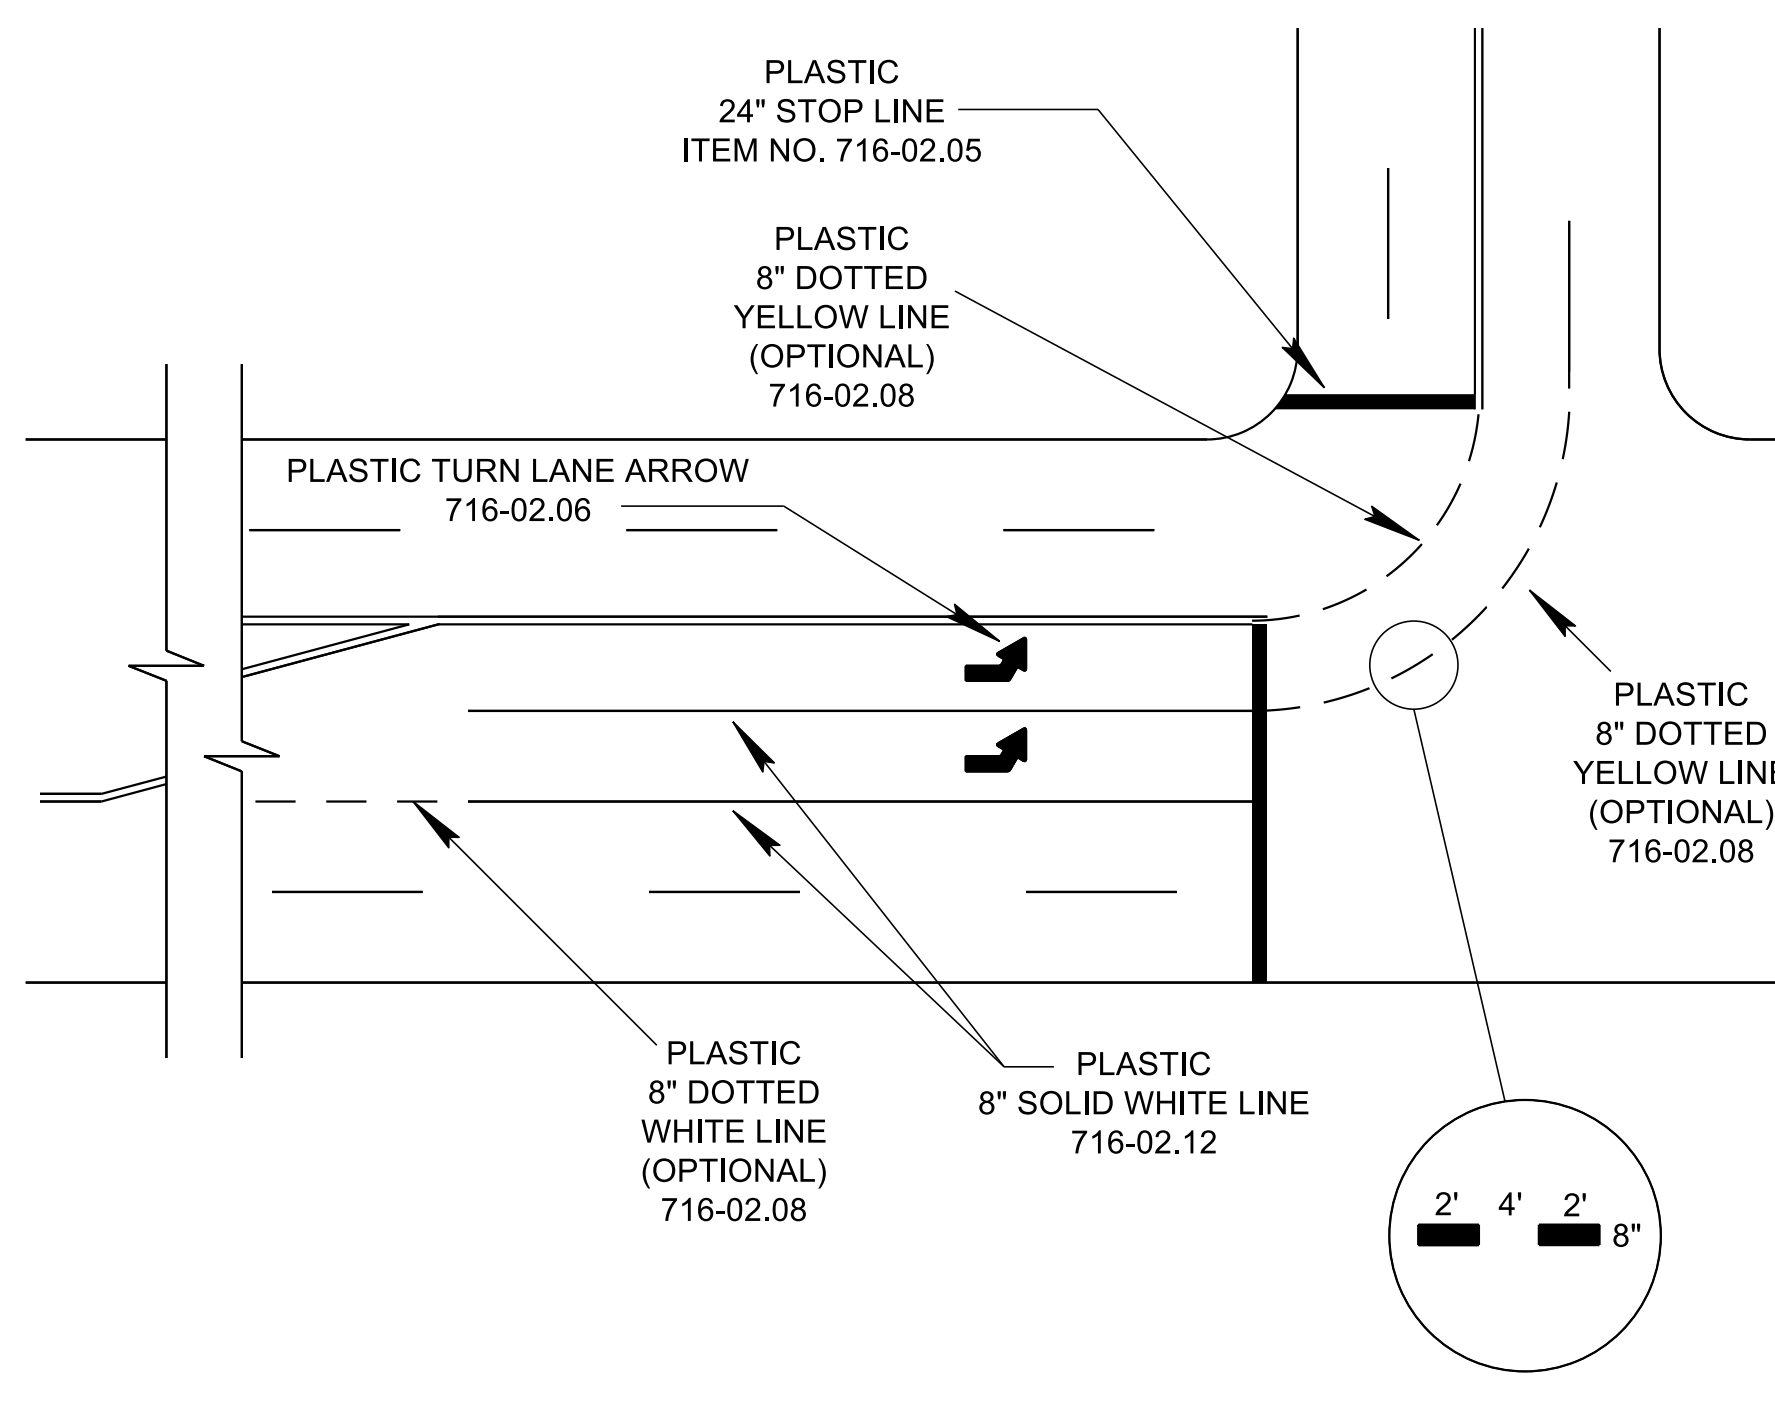 PLASTIC
24" STOP LINE
ITEM NO. 716-02.05
PLASTIC
8" DOTTED
YELLOW LINE
(OPTIONAL)
716-02.08
PLASTIC TURN LANE ARROW
716-02.06
PLASTIC
8" DOTTED
YELLOW LINE
(OPTIONAL)
716-02.08
PLASTIC
8" DOTTED
WHITE LINE
(OPTIONAL)
716-02.08
PLASTIC
8" SOLID WHITE LINE
716-02.12
2' 4' 2'
8"